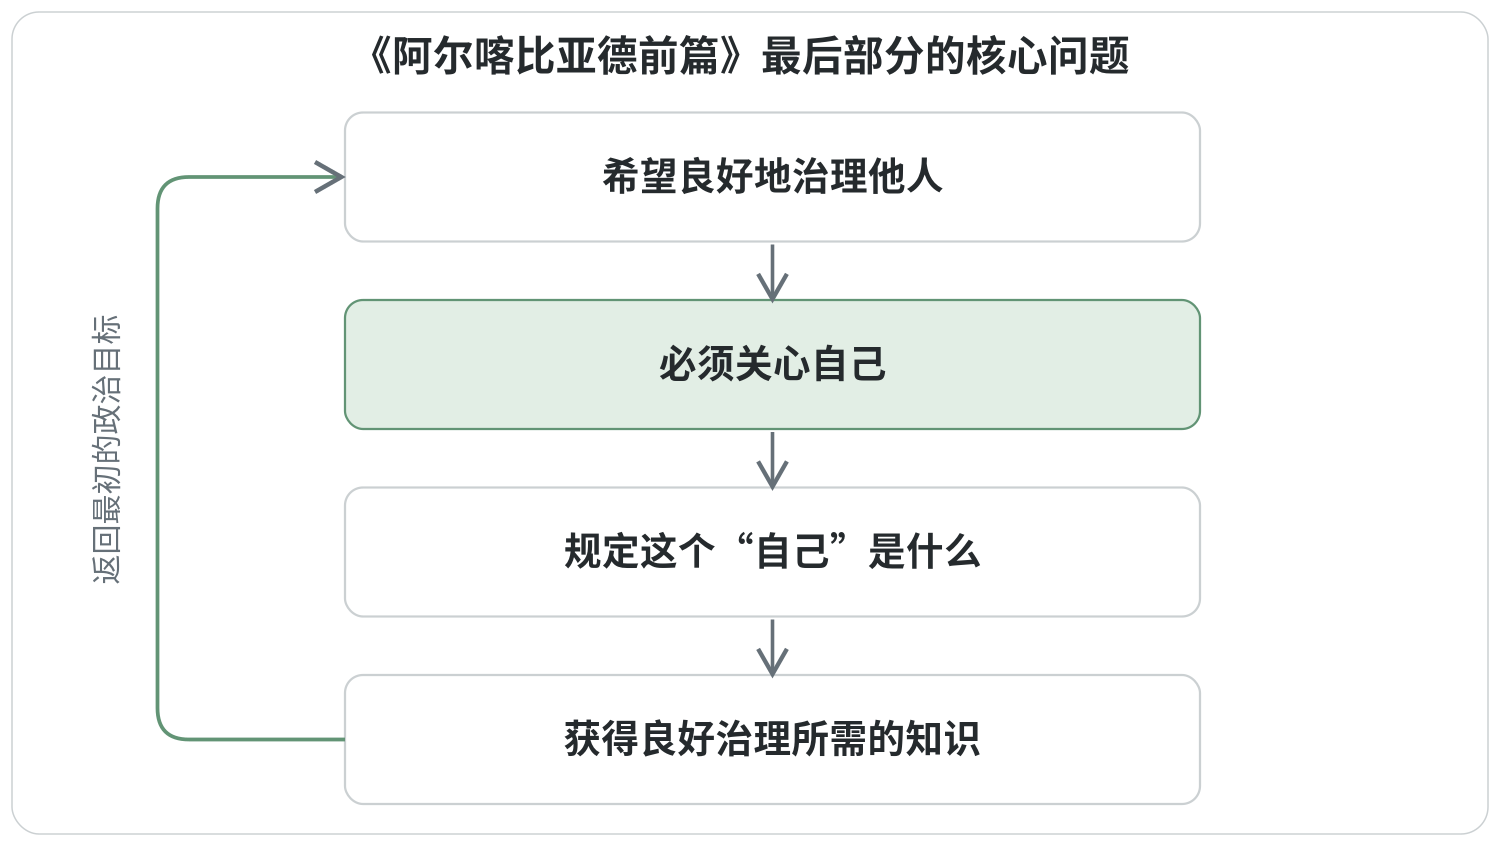 《阿尔喀比亚德前篇》最后部分的核心问题
希望良好地治理他人
必须关心自己
规定这个“自己”是什么
获得良好治理所需的知识
返回最初的政治目标